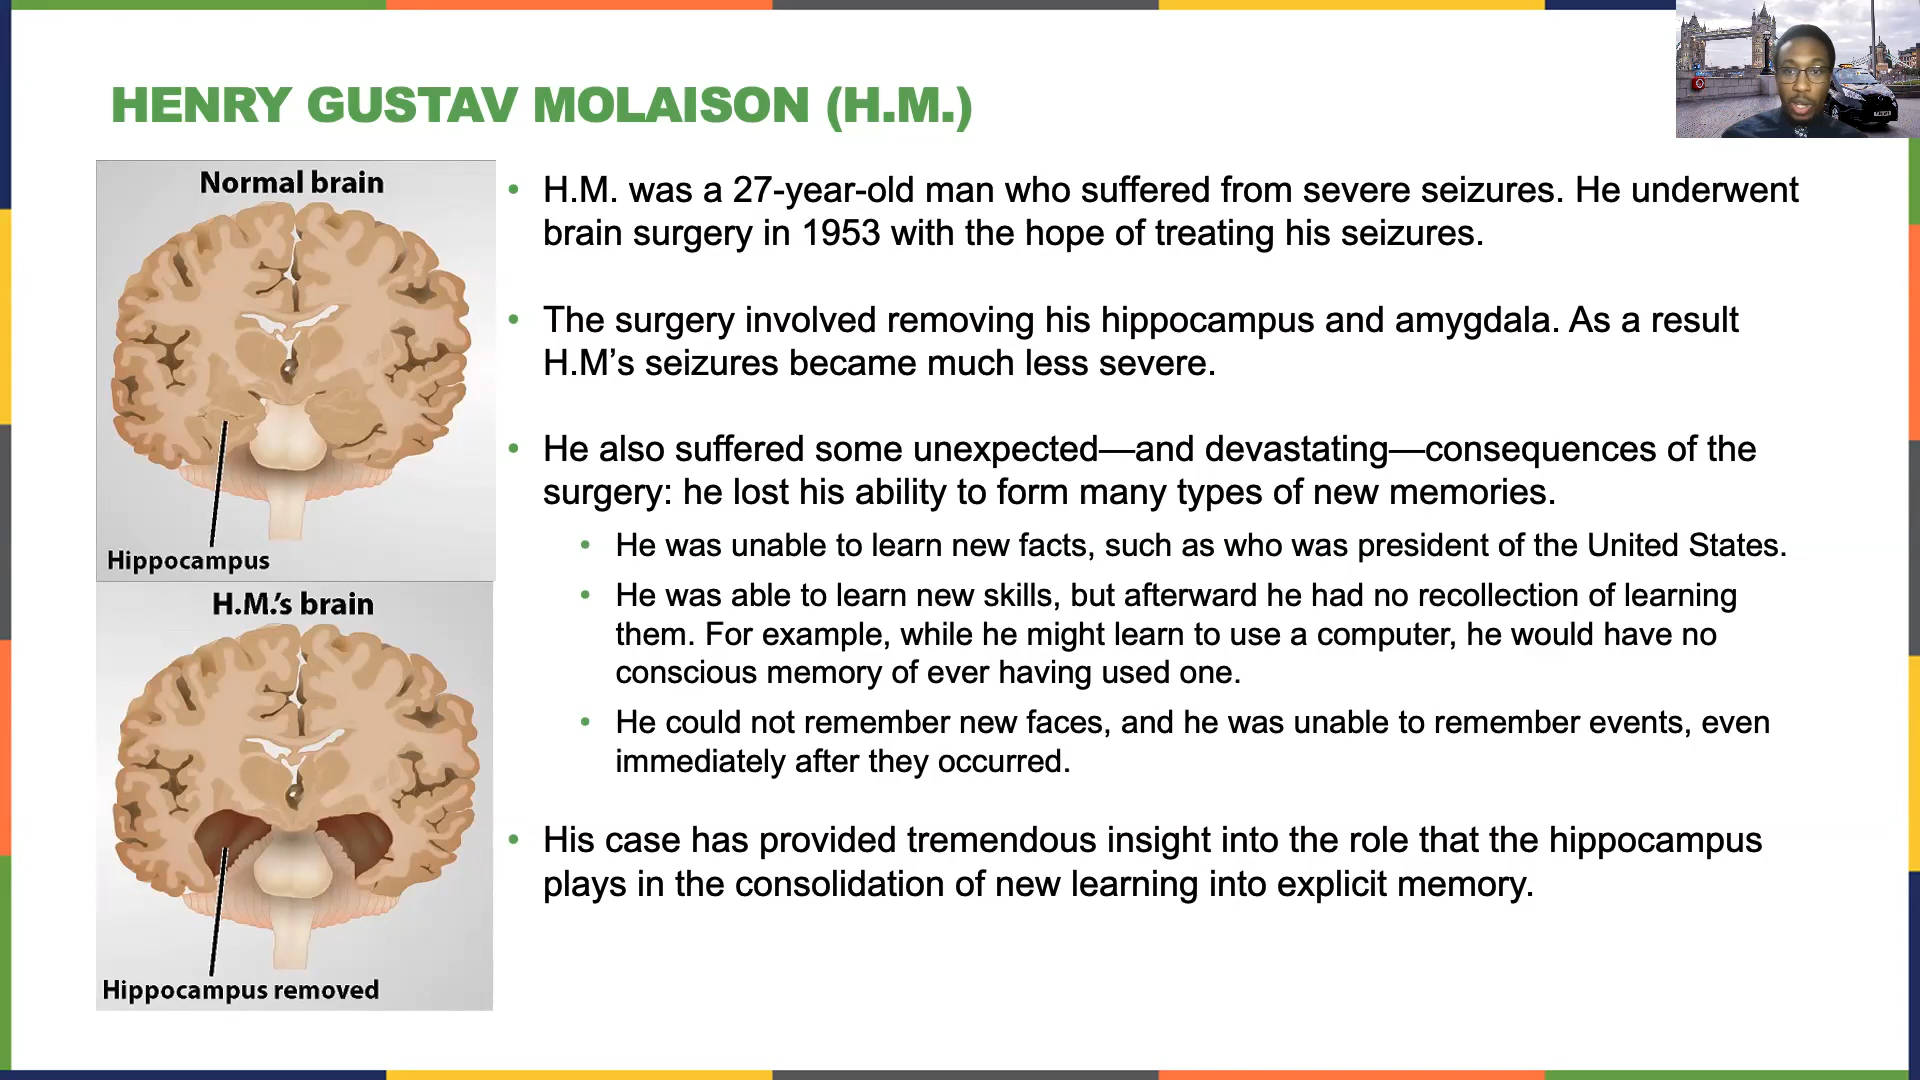 HENRY GUSTAV MOLAISON (H.M.)
Normal brain
Hippocampus
H.M.'s brain
Hippocampus removed
• H.M. was a 27-year-old man who suffered from severe seizures. He underwent
brain surgery in 1953 with the hope of treating his seizures.
• The surgery involved removing his hippocampus and amygdala. As a result
H.M’s seizures became much less severe.
• He also suffered some unexpected—and devastating—consequences of the
surgery: he lost his ability to form many types of new memories.
• He was unable to learn new facts, such as who was president of the United States.
• He was able to learn new skills, but afterward he had no recollection of learning
them. For example, while he might learn to use a computer, he would have no
conscious memory of ever having used one.
• He could not remember new faces, and he was unable to remember events, even
immediately after they occurred.
• His case has provided tremendous insight into the role that the hippocampus
plays in the consolidation of new learning into explicit memory.